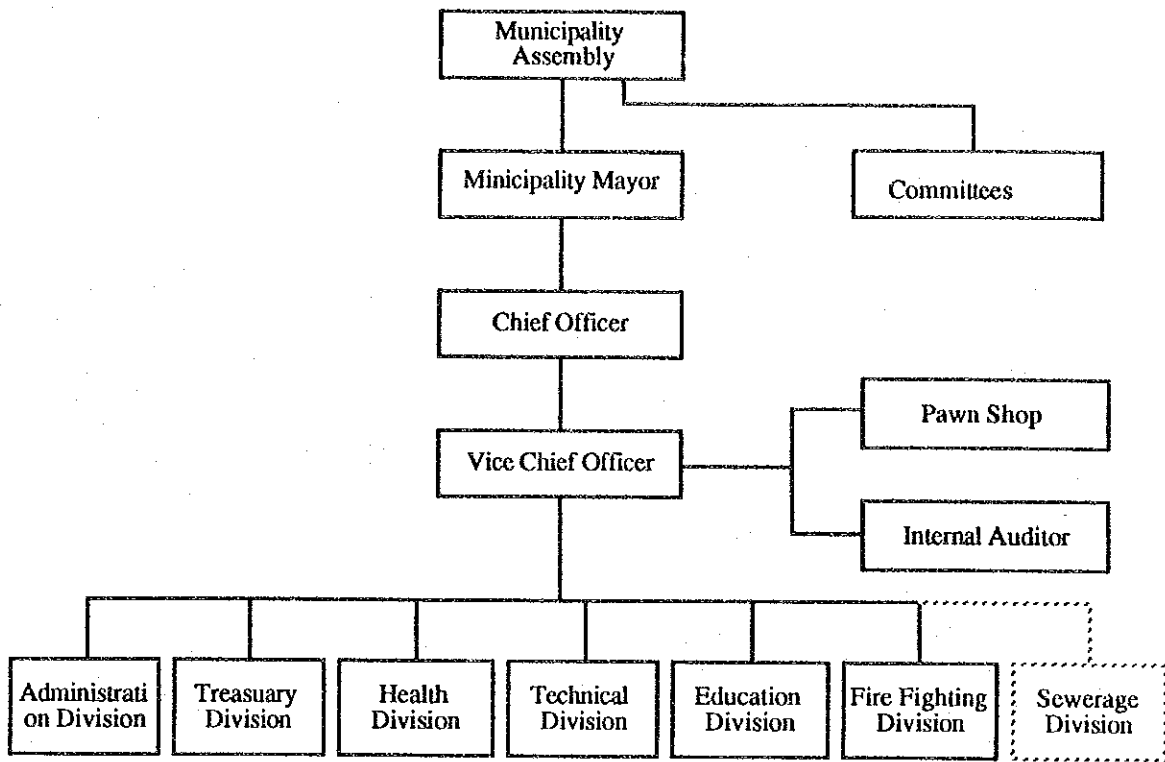 Municipality
Assembly
Minicipality Mayor
Committees
Chief Officer
Pawn Shop
Vice Chief Officer
Internal Auditor
Administrati
on Division
Treasuary
Division
Health
Division
Technical
Division
Education
Division
Fire Fighting
Division
Sewerage
Division